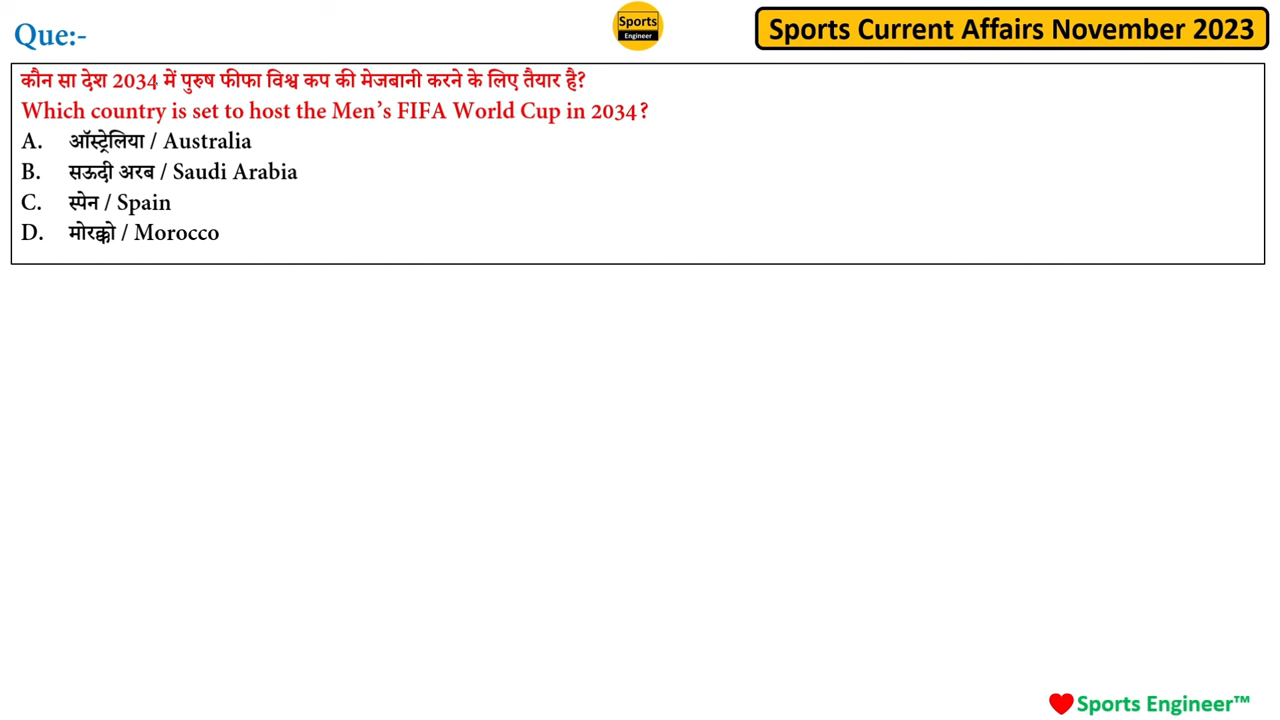 Que:-
Sports
Engineer
Sports Current Affairs November 2023
कौन सा देश 2034 में पुरुष फीफा विश्व कप की मेजबानी करने के लिए तैयार है?
Which country is set to host the Men’s FIFA World Cup in 2034?
A. ऑस्ट्रेलिया / Australia
B. सऊदी अरब / Saudi Arabia
C. स्पेन / Spain
D. मोरक्को / Morocco
Sports Engineer™